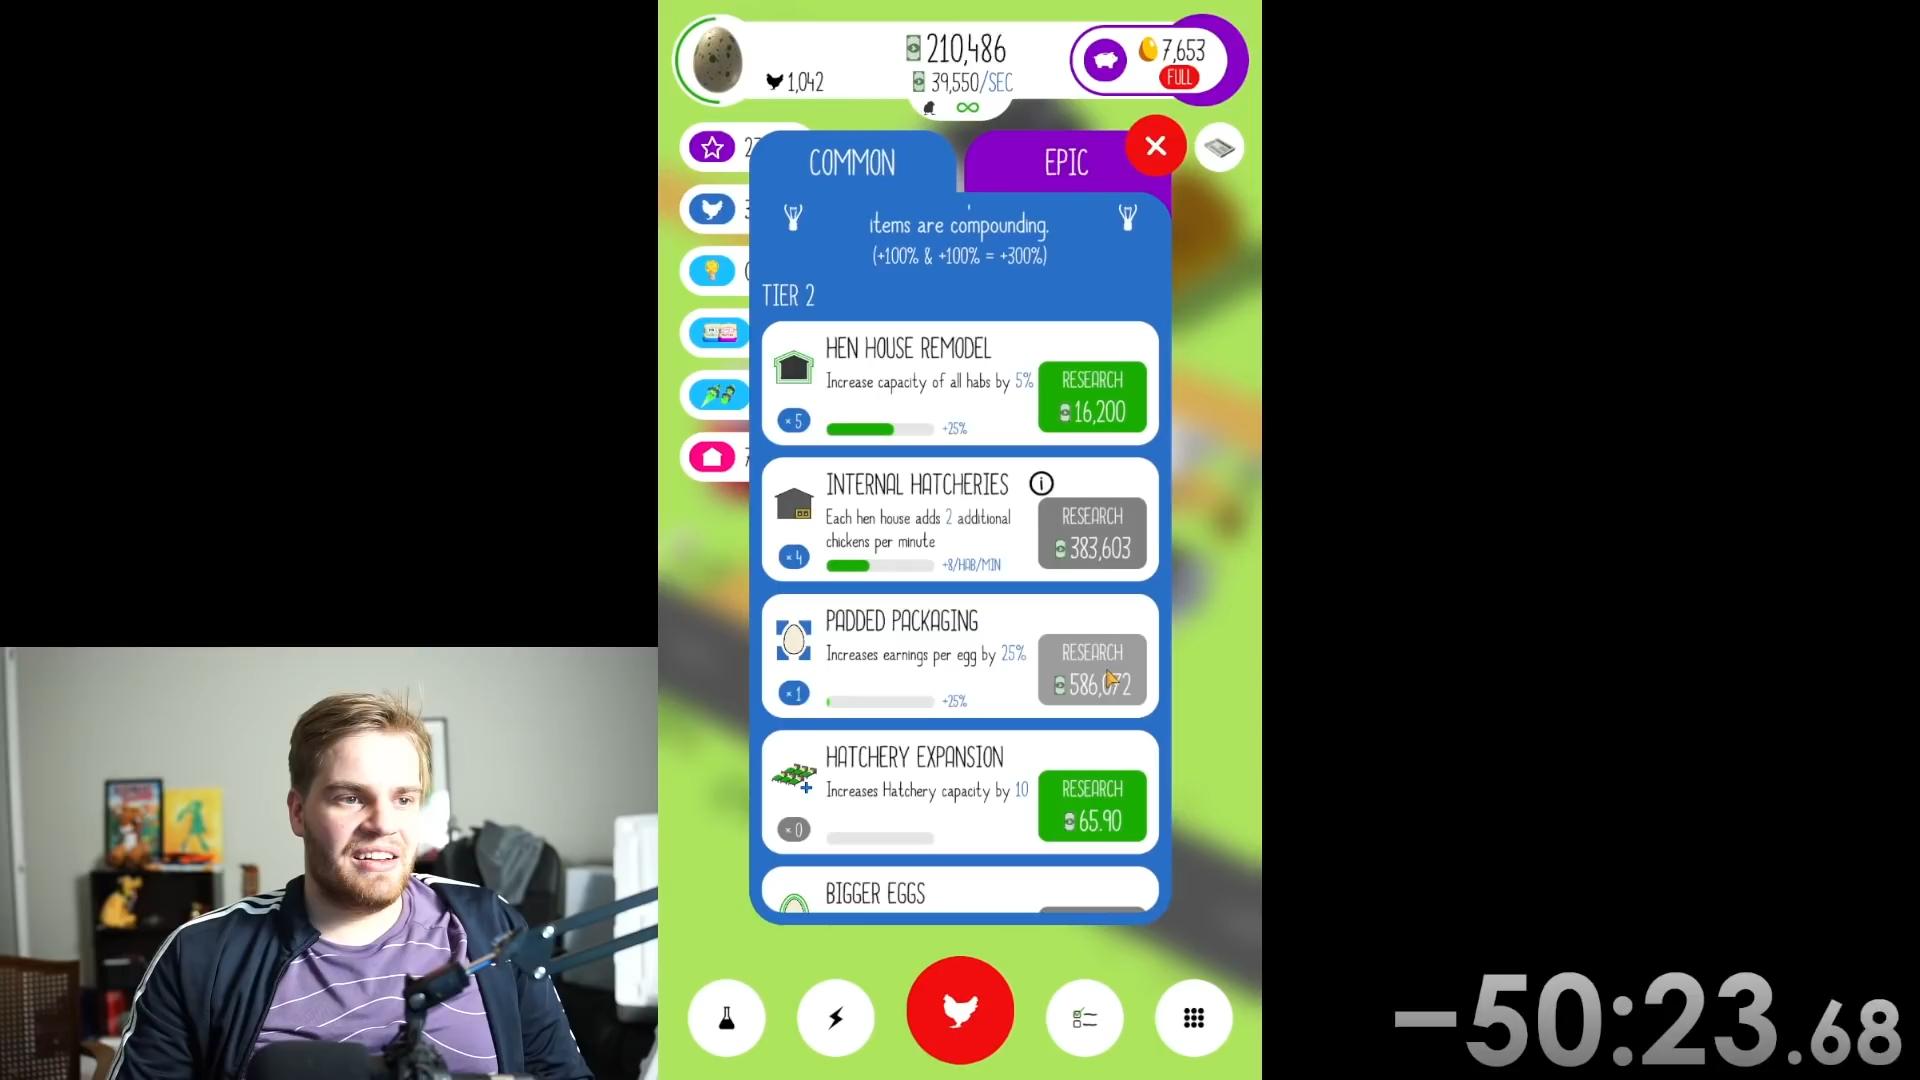 210,486
7,653
FULL
1,042
39,550/SEC
COMMON
EPIC
items are compounding.
(+100% & +100% = +300%)
TIER 2
HEN HOUSE REMODEL
Increase capacity of all habs by 5%
RESEARCH
16,200
× 5
+25%
INTERNAL HATCHERIES
i
Each hen house adds 2 additional
chickens per minute
RESEARCH
383,603
× 4
+8/HAB/MIN
PADDED PACKAGING
Increases earnings per egg by 25%
RESEARCH
586,072
× 1
+25%
HATCHERY EXPANSION
Increases Hatchery capacity by 10
RESEARCH
65.90
× 0
BIGGER EGGS
−50:23.68